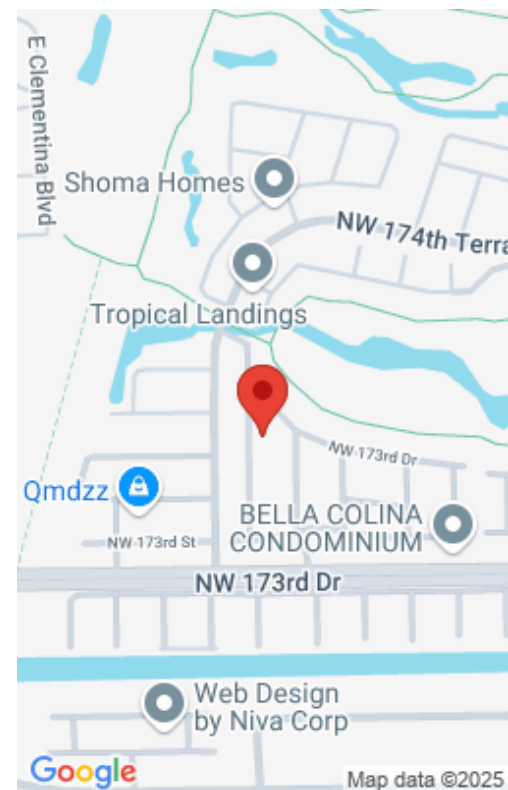 E Clementina Blvd
Shoma Homes
NW 174th Terra
Tropical Landings
NW 173rd Dr
Qmdzz
BELLA COLINA
CONDOMINIUM
NW 173rd St
NW 173rd Dr
Web Design
by Niva Corp
Google
Map data ©2025